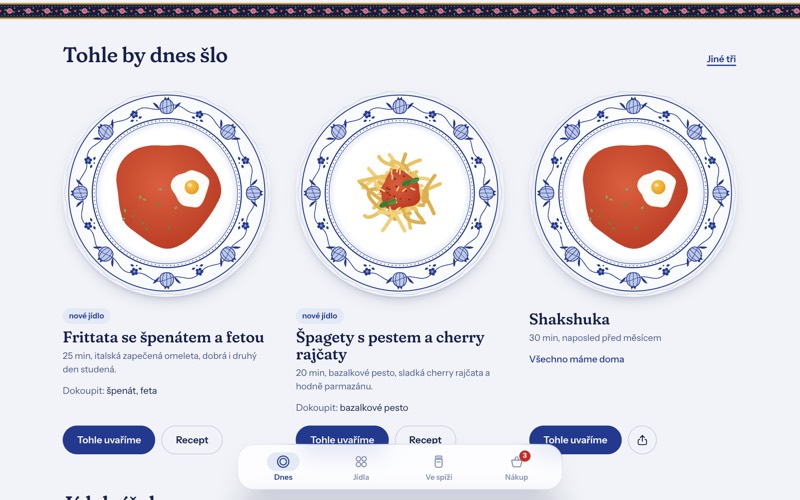 Tohle by dnes šlo
Jiné tři
nové jídlo
Frittata se špenátem a fetou
25 min, italská zapečená omeleta, dobrá i druhý
den studená.
Dokoupit: špenát, feta
Tohle uvaříme
Recept
nové jídlo
Špagety s pestem a cherry
rajčaty
20 min, bazalkové pesto, sladká cherry rajčata a
hodně parmazánu.
Dokoupit: bazalkové pesto
Tohle uvaříme
Recept
Shakshuka
30 min, naposled před měsícem
Všechno máme doma
Tohle uvaříme
Dnes
Jídla
Ve spíži
3
Nákup